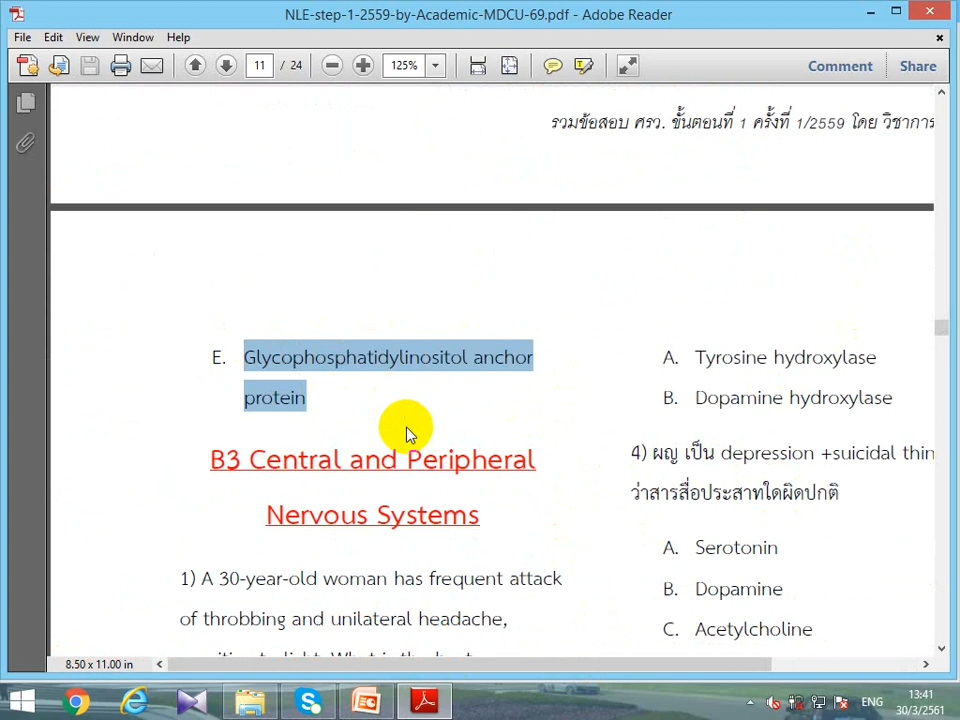 NLE-step-1-2559-by-Academic-MDCU-69.pdf - Adobe Reader
File Edit View Window Help
11 / 24 125% Comment Share
รวมข้อสอบ ศรว. ขั้นตอนที่ 1 ครั้งที่ 1/2559 โดย วิชาการ
E. Glycophosphatidylinositol anchor
protein
B3 Central and Peripheral
Nervous Systems
1) A 30-year-old woman has frequent attack
of throbbing and unilateral headache,
A. Tyrosine hydroxylase
B. Dopamine hydroxylase
4) ผญ เป็น depression +suicidal thin
ว่าสารสื่อประสาทใดผิดปกติ
A. Serotonin
B. Dopamine
C. Acetylcholine
8.50 x 11.00 in
ENG
13:41
30/3/2561